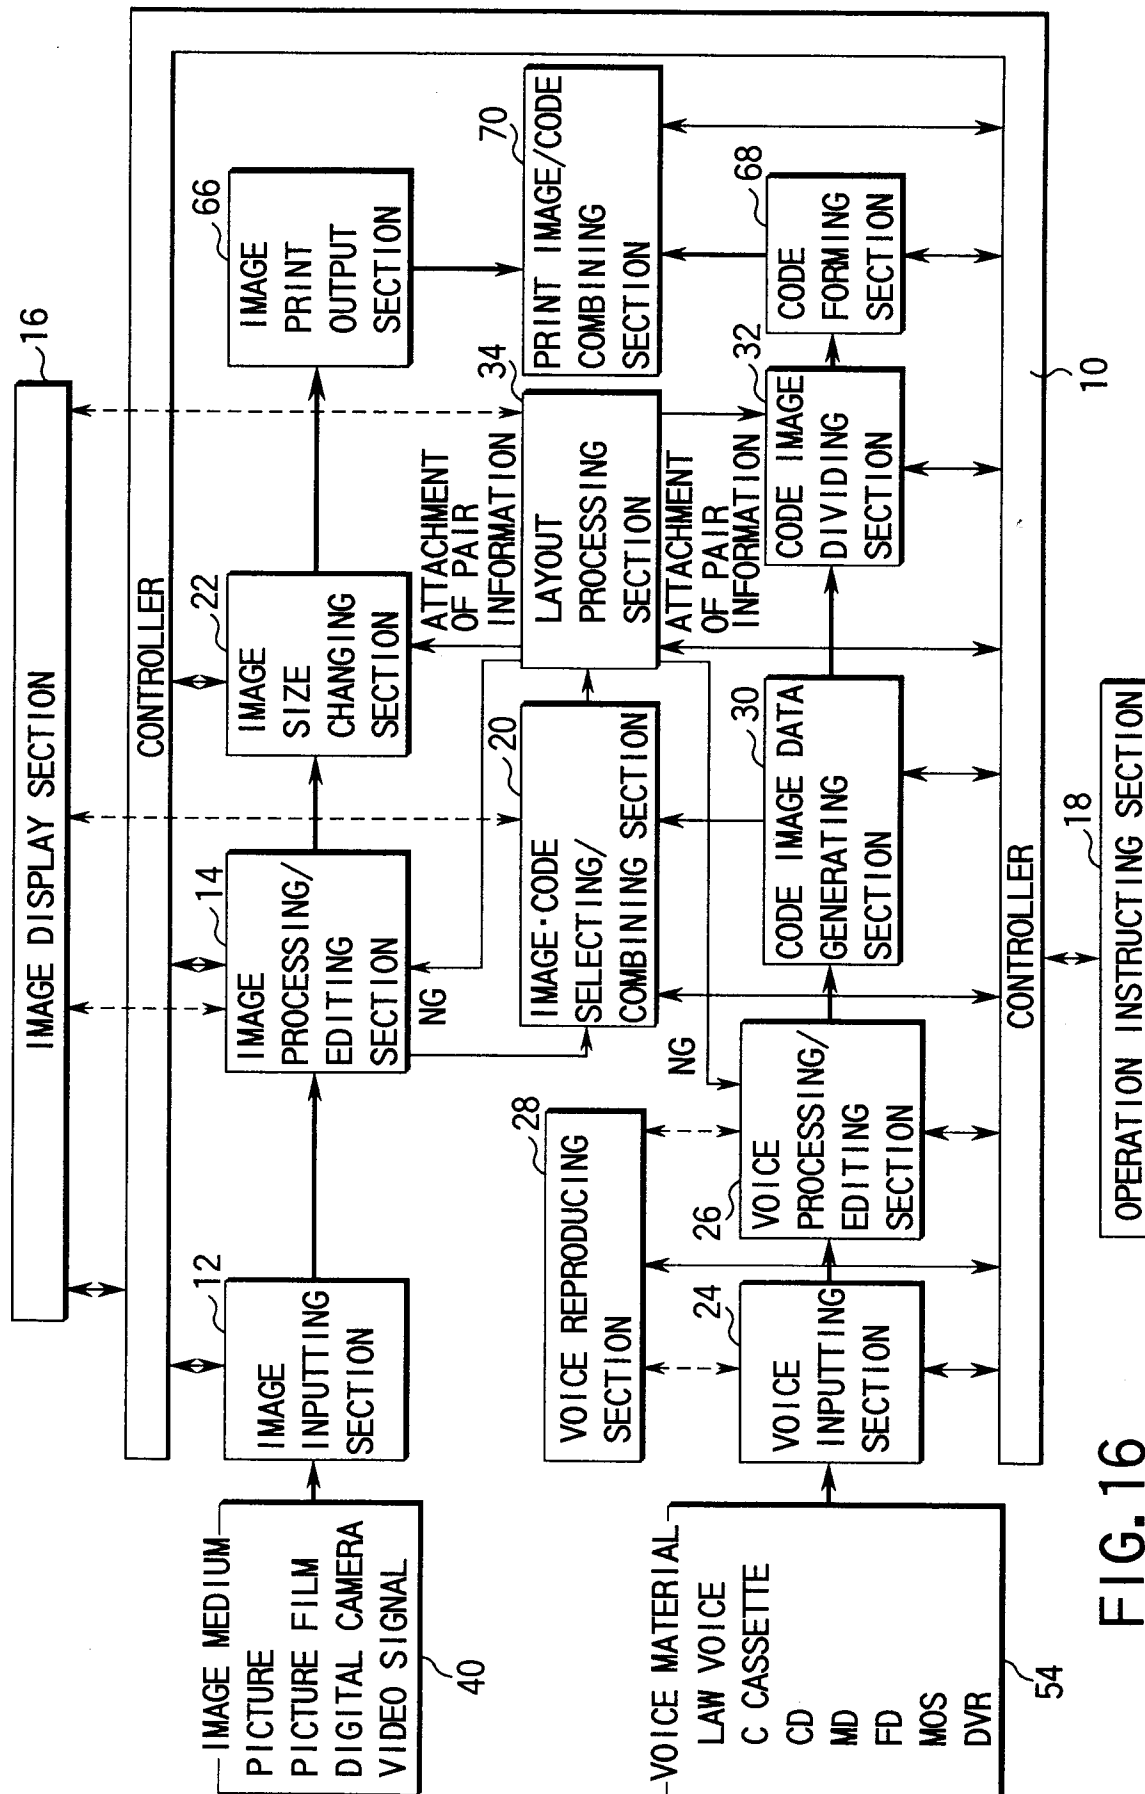 IMAGE DISPLAY SECTION
16
CONTROLLER
IMAGE MEDIUM
PICTURE
PICTURE FILM
DIGITAL CAMERA
VIDEO SIGNAL
40
12
IMAGE
INPUTTING
SECTION
14
IMAGE
PROCESSING/
EDITING
SECTION
NG
22
IMAGE
SIZE
CHANGING
SECTION
66
IMAGE
PRINT
OUTPUT
SECTION
ATTACHMENT
OF PAIR
INFORMATION
28
VOICE REPRODUCING
SECTION
20
IMAGE·CODE
SELECTING/
COMBINING SECTION
34
LAYOUT
PROCESSING
SECTION
70
PRINT IMAGE/CODE
COMBINING
SECTION
NG
ATTACHMENT
OF PAIR
INFORMATION
VOICE MATERIAL
LAW VOICE
C CASSETTE
CD
MD
FD
MOS
DVR
54
24
VOICE
INPUTTING
SECTION
26
VOICE
PROCESSING/
EDITING
SECTION
30
CODE IMAGE DATA
GENERATING
SECTION
32
CODE IMAGE
DIVIDING
SECTION
68
CODE
FORMING
SECTION
CONTROLLER
10
18
OPERATION INSTRUCTING SECTION
FIG. 16